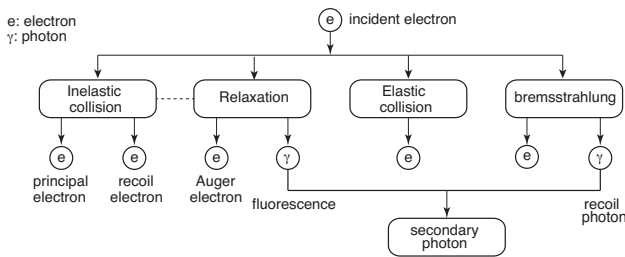 e: electron
γ: photon
e incident electron
Inelastic
collision
Relaxation
Elastic
collision
bremsstrahlung
e e e γ e e γ
principal
electron
recoil
electron
Auger
electron
fluorescence
recoil
photon
secondary
photon